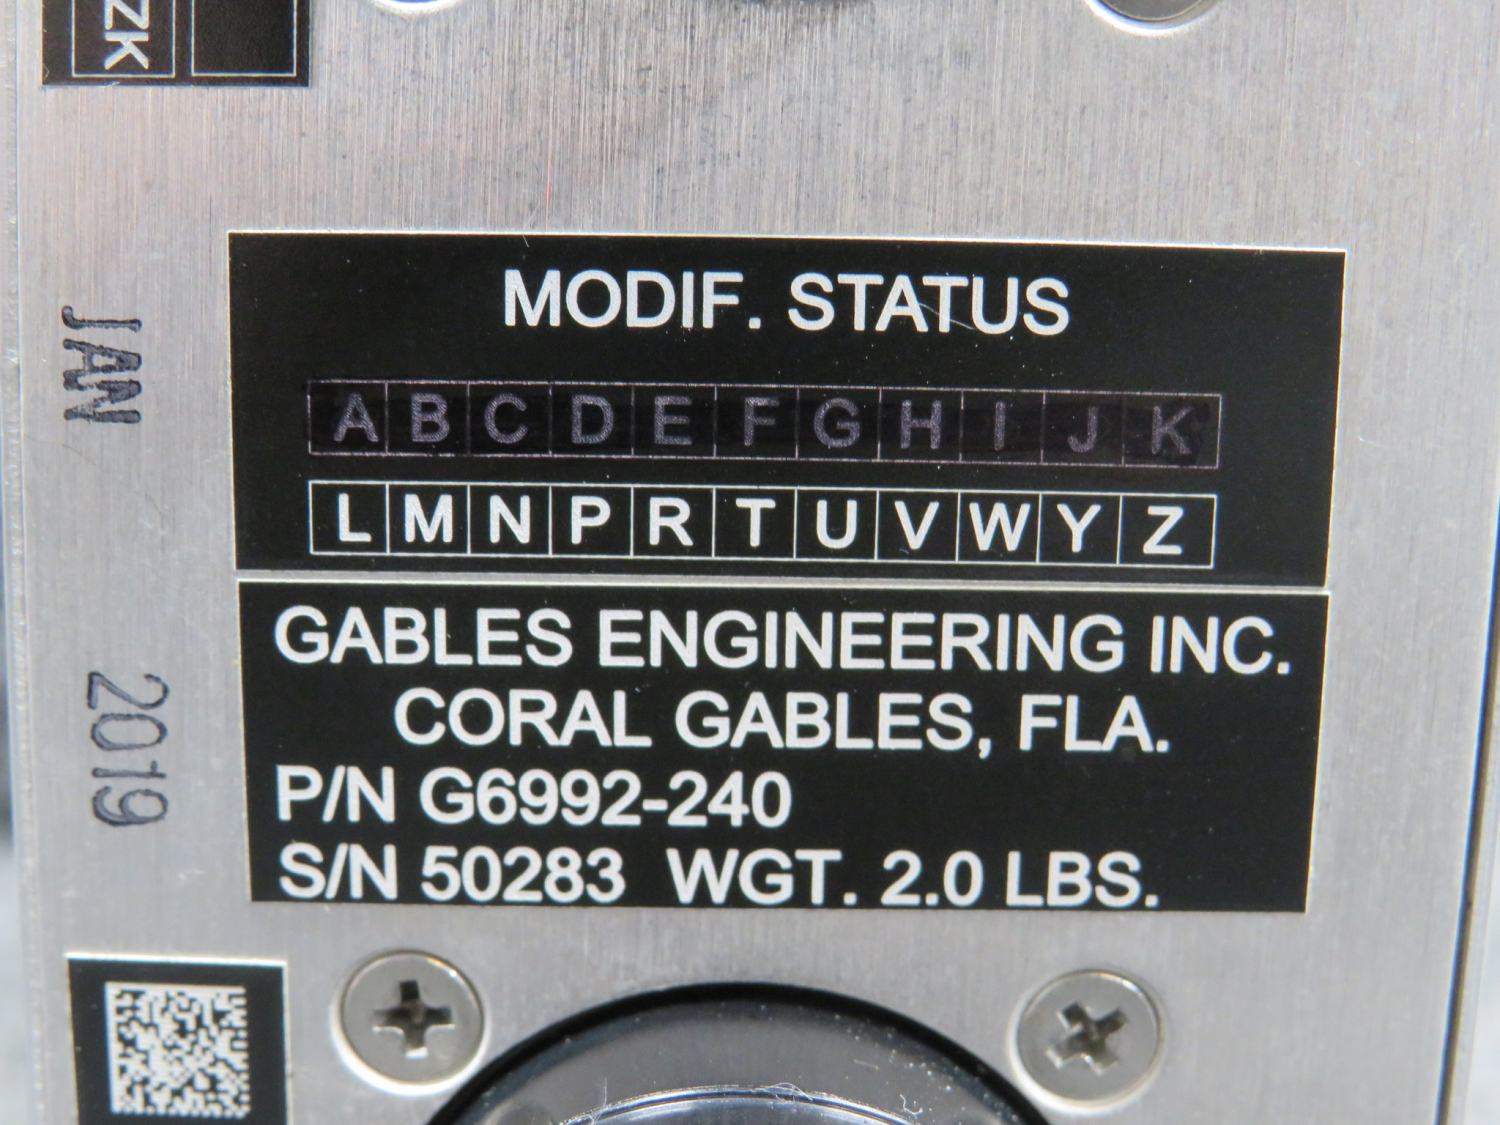 ZK
MODIF. STATUS
A B C D E F G H I J K
L M N P R T U V W Y Z
JAN 2019
GABLES ENGINEERING INC.
CORAL GABLES, FLA.
P/N G6992-240
S/N 50283 WGT. 2.0 LBS.